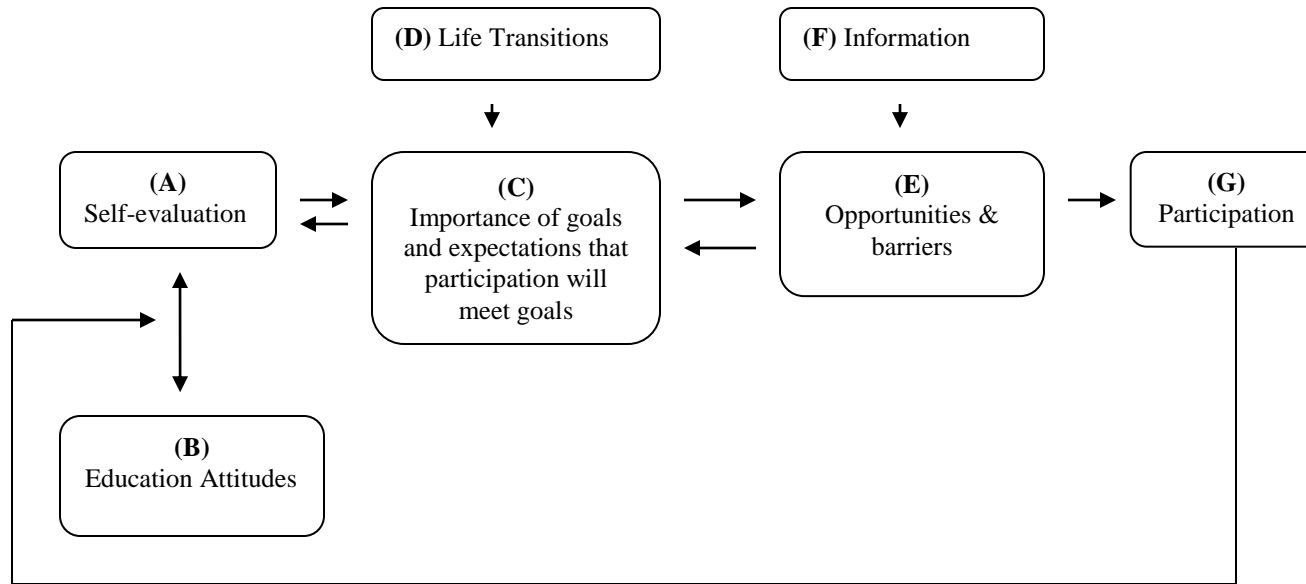 (D) Life Transitions
(F) Information
(A)
Self-evaluation
(C)
Importance of goals
and expectations that
participation will
meet goals
(E)
Opportunities &
barriers
(G)
Participation
(B)
Education Attitudes